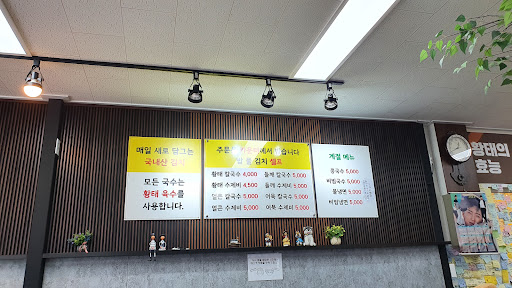 매일 새로 담그는
국내산 김치
모든 국수는
황태 육수를
사용합니다.
주문
김치 셀프
황태 칼국수 4,000
들깨 칼국수 5,000
황태 수제비 4,500
들깨 수제비 5,000
얼큰 칼국수 5,000
어묵 칼국수 5,000
얼큰 수제비 5,000
어묵 수제비 5,000
계절 메뉴
콩국수 5,000
비빔국수 5,000
물냉면 5,000
비빔냉면 5,000
황태의
효능